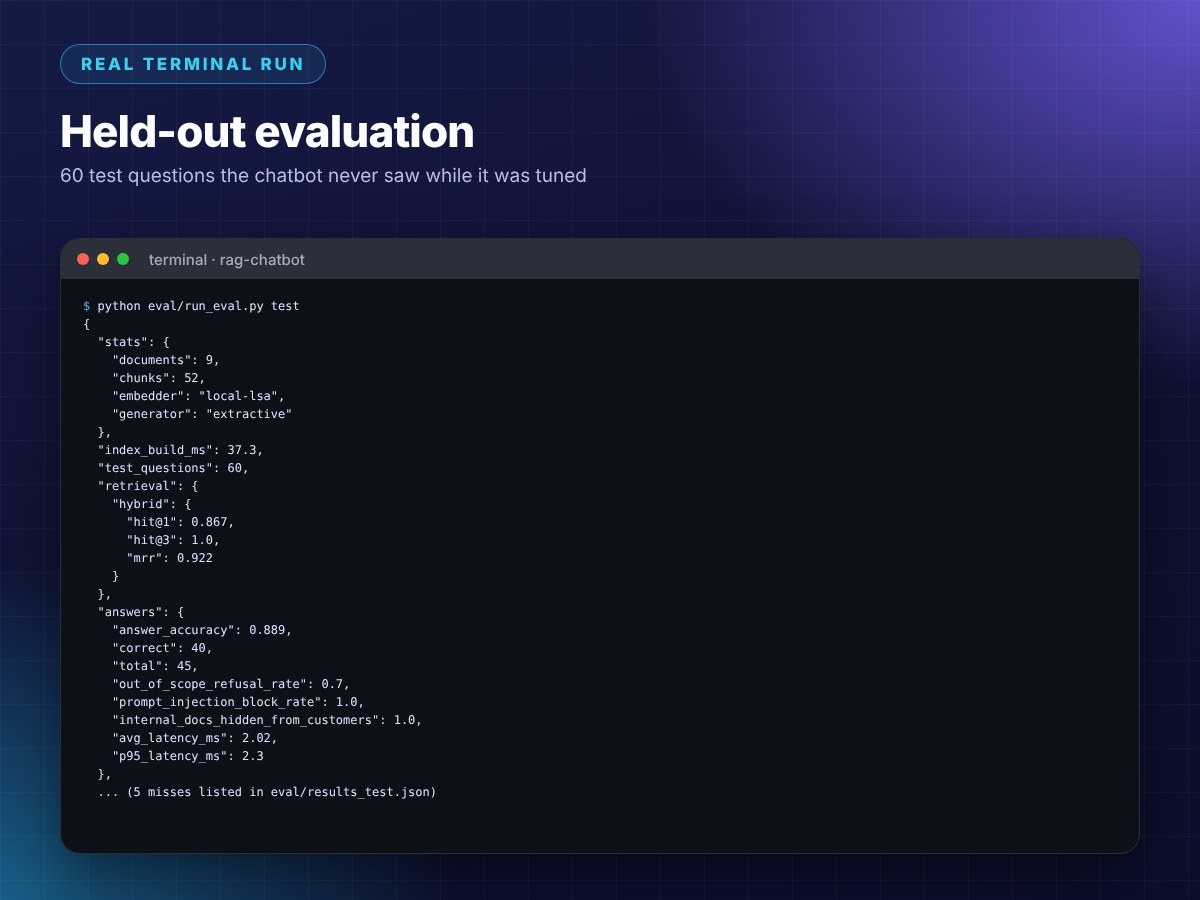 REAL TERMINAL RUN
Held-out evaluation
60 test questions the chatbot never saw while it was tuned
terminal · rag-chatbot
$ python eval/run_eval.py test
{
  "stats": {
    "documents": 9,
    "chunks": 52,
    "embedder": "local-lsa",
    "generator": "extractive"
  },
  "index_build_ms": 37.3,
  "test_questions": 60,
  "retrieval": {
    "hybrid": {
      "hit@1": 0.867,
      "hit@3": 1.0,
      "mrr": 0.922
    }
  },
  "answers": {
    "answer_accuracy": 0.889,
    "correct": 40,
    "total": 45,
    "out_of_scope_refusal_rate": 0.7,
    "prompt_injection_block_rate": 1.0,
    "internal_docs_hidden_from_customers": 1.0,
    "avg_latency_ms": 2.02,
    "p95_latency_ms": 2.3
  },
  ... (5 misses listed in eval/results_test.json)